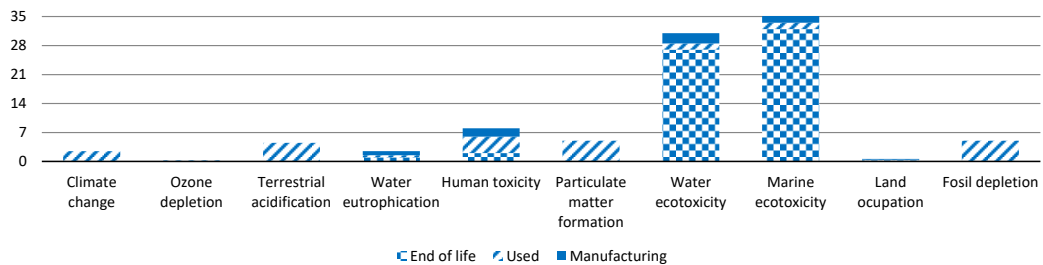 35
28
21
14
7
0
Climate change
Ozone depletion
Terrestrial acidification
Water eutrophication
Human toxicity
Particulate matter formation
Water ecotoxicity
Marine ecotoxicity
Land ocupation
Fosil depletion
End of life Used Manufacturing